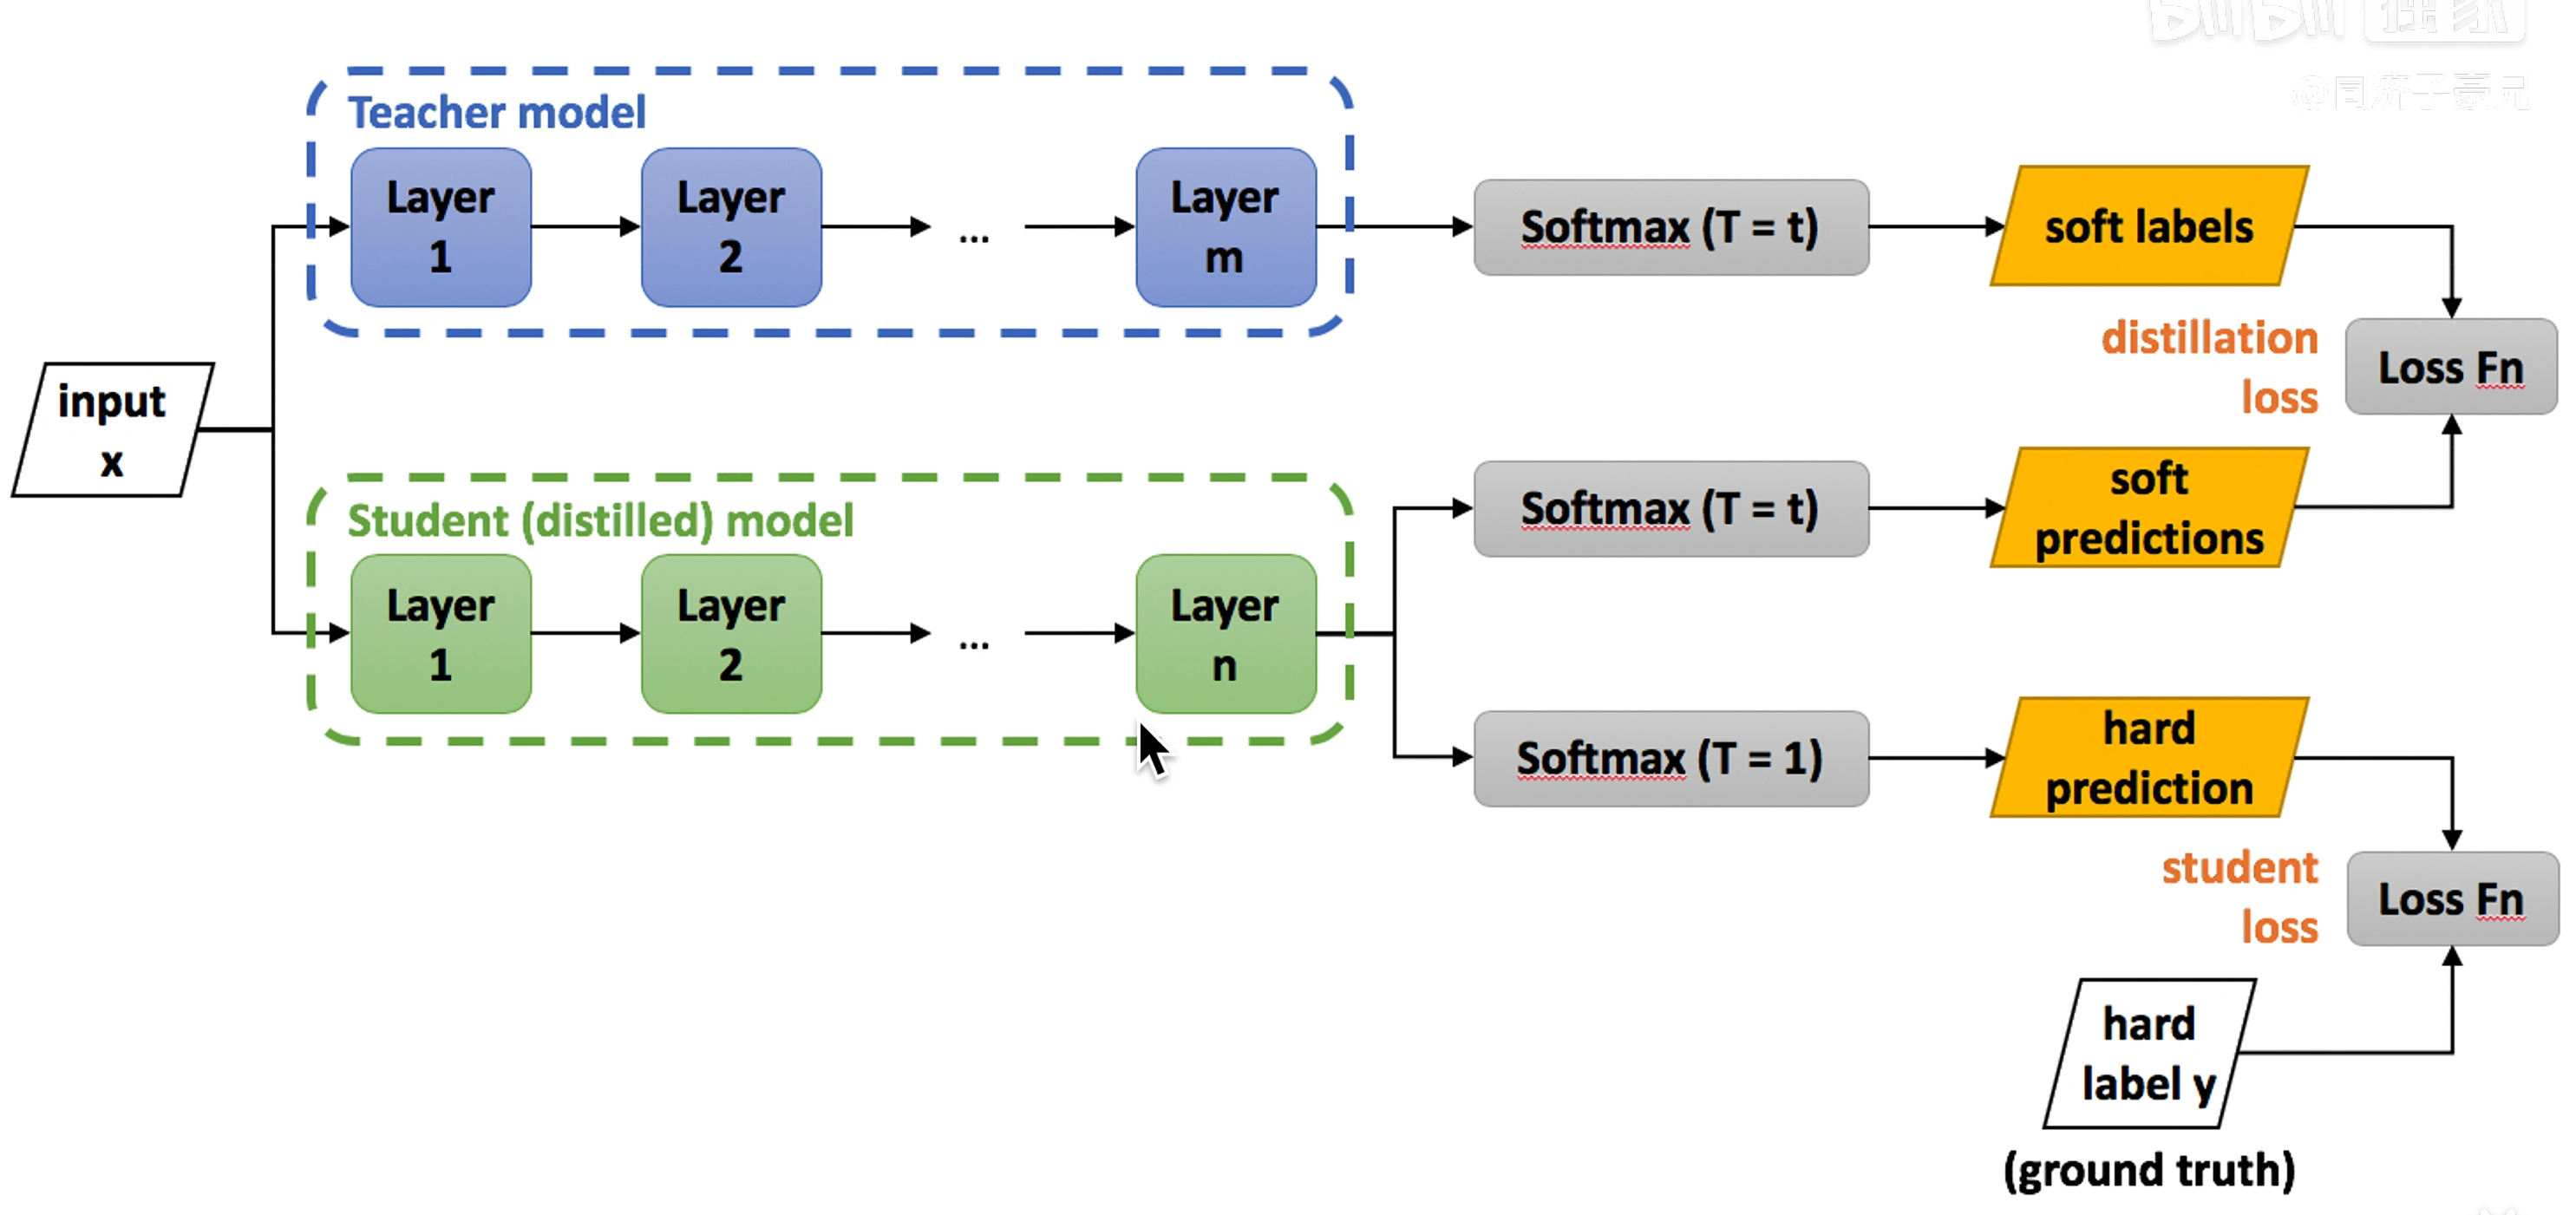 Teacher model
Layer
1
Layer
2
...
Layer
m
Softmax (T = t)
soft labels
distillation
loss
Loss Fn
input
x
Student (distilled) model
Layer
1
Layer
2
...
Layer
n
Softmax (T = t)
soft
predictions
Softmax (T = 1)
hard
prediction
student
loss
Loss Fn
hard
label y
(ground truth)